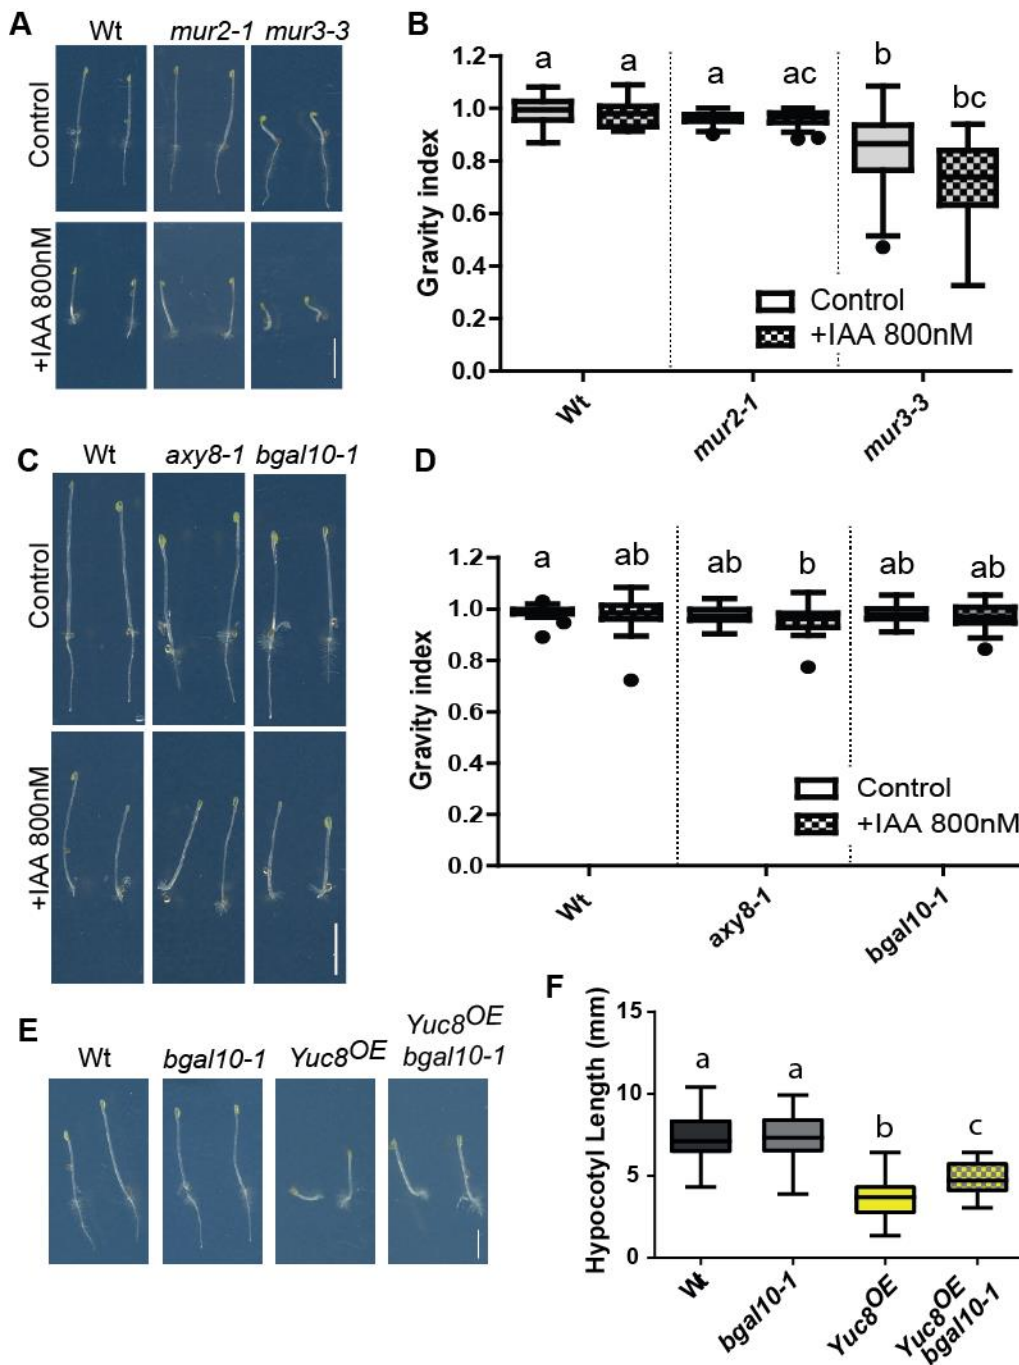 A
Wt
mur2-1
mur3-3
Control
+IAA 800nM
B
Gravity index
1.2
1.0
0.8
0.6
0.4
0.2
0.0
a
a
a
ac
b
bc
Control
+IAA 800nM
Wt
mur2-1
mur3-3
C
Wt
axy8-1
bgal10-1
Control
+IAA 800nM
D
Gravity index
1.2
1.0
0.8
0.6
0.4
0.2
0.0
a
ab
ab
b
ab
ab
Control
+IAA 800nM
Wt
axy8-1
bgal10-1
E
Wt
bgal10-1
Yuc8OE
Yuc8OE
bgal10-1
F
Hypocotyl Length (mm)
15
10
5
0
a
a
b
c
Wt
bgal10-1
Yuc8OE
Yuc8OE
bgal10-1